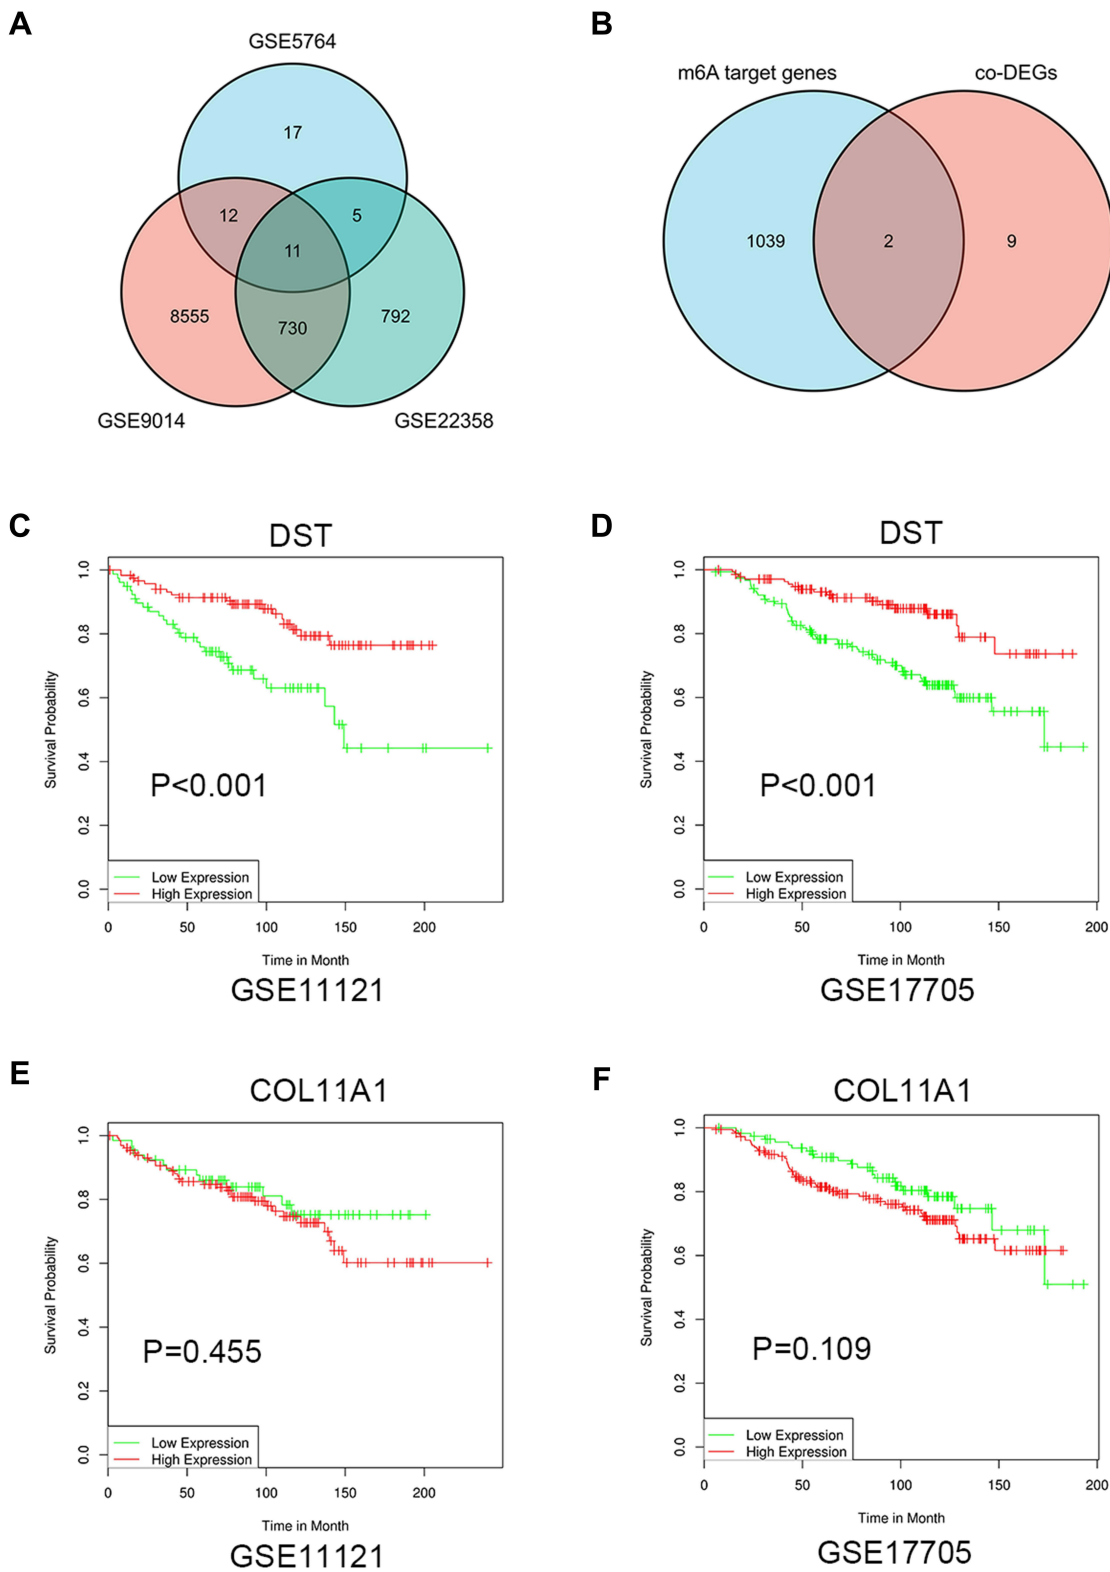 A
GSE5764
17
12
5
11
8555
730
792
GSE9014
GSE22358
B
m6A target genes
co-DEGs
1039
2
9
C
DST
Survival Probability
1.0
0.8
0.6
0.4
0.2
0.0
P<0.001
Low Expression
High Expression
0 50 100 150 200
Time in Month
GSE11121
D
DST
Survival Probability
1.0
0.8
0.6
0.4
0.2
0.0
P<0.001
Low Expression
High Expression
0 50 100 150 200
Time in Month
GSE17705
E
COL11A1
Survival Probability
1.0
0.8
0.6
0.4
0.2
0.0
P=0.455
Low Expression
High Expression
0 50 100 150 200
Time in Month
GSE11121
F
COL11A1
Survival Probability
1.0
0.8
0.6
0.4
0.2
0.0
P=0.109
Low Expression
High Expression
0 50 100 150 200
Time in Month
GSE17705